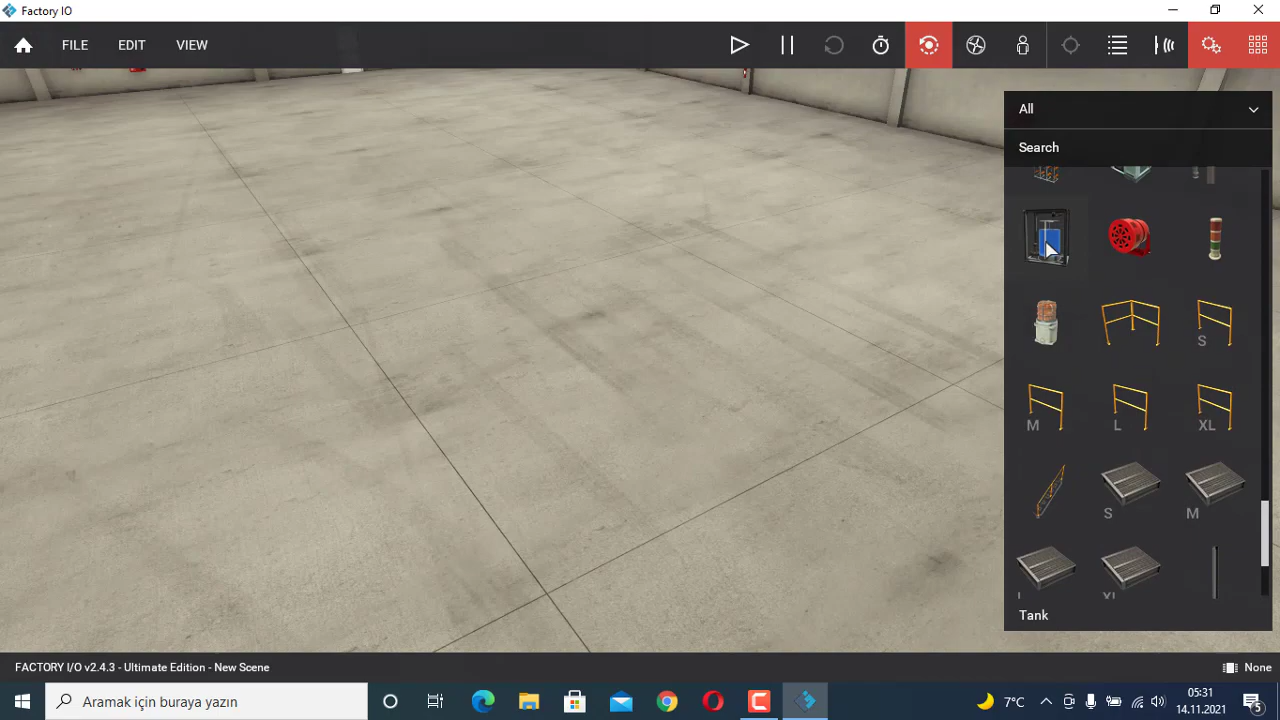 Factory IO
FILE EDIT VIEW
All
Search
S
M L XL
S M
L XL
Tank
FACTORY I/O v2.4.3 - Ultimate Edition - New Scene
None
Aramak için buraya yazın
7°C
05:31
14.11.2021
5